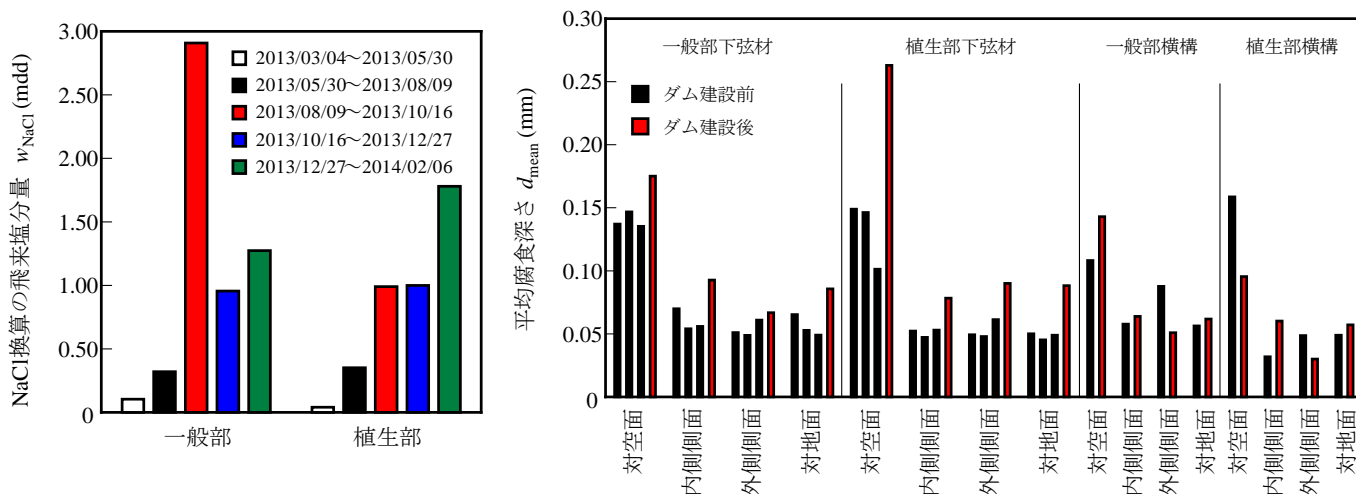 NaCl換算の飛来塩分量 wNaCl (mdd)
3.00
2.50
2.00
1.50
1.00
0.50
0
2013/03/04～2013/05/30
2013/05/30～2013/08/09
2013/08/09～2013/10/16
2013/10/16～2013/12/27
2013/12/27～2014/02/06
一般部
植生部
平均腐食深さ dmean (mm)
0.30
0.25
0.20
0.15
0.10
0.05
0
一般部下弦材
植生部下弦材
一般部横構
植生部横構
ダム建設前
ダム建設後
対空面
内側側面
外側側面
対地面
対空面
内側側面
外側側面
対地面
対空面
内側側面
外側側面
対地面
対空面
内側側面
外側側面
対地面